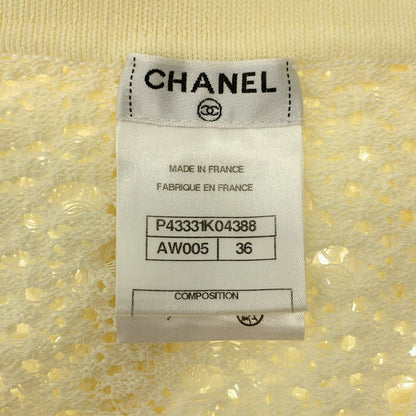 CHANEL
MADE IN FRANCE
FABRIQUE EN FRANCE
P43331K04388
AW005 36
COMPOSITION